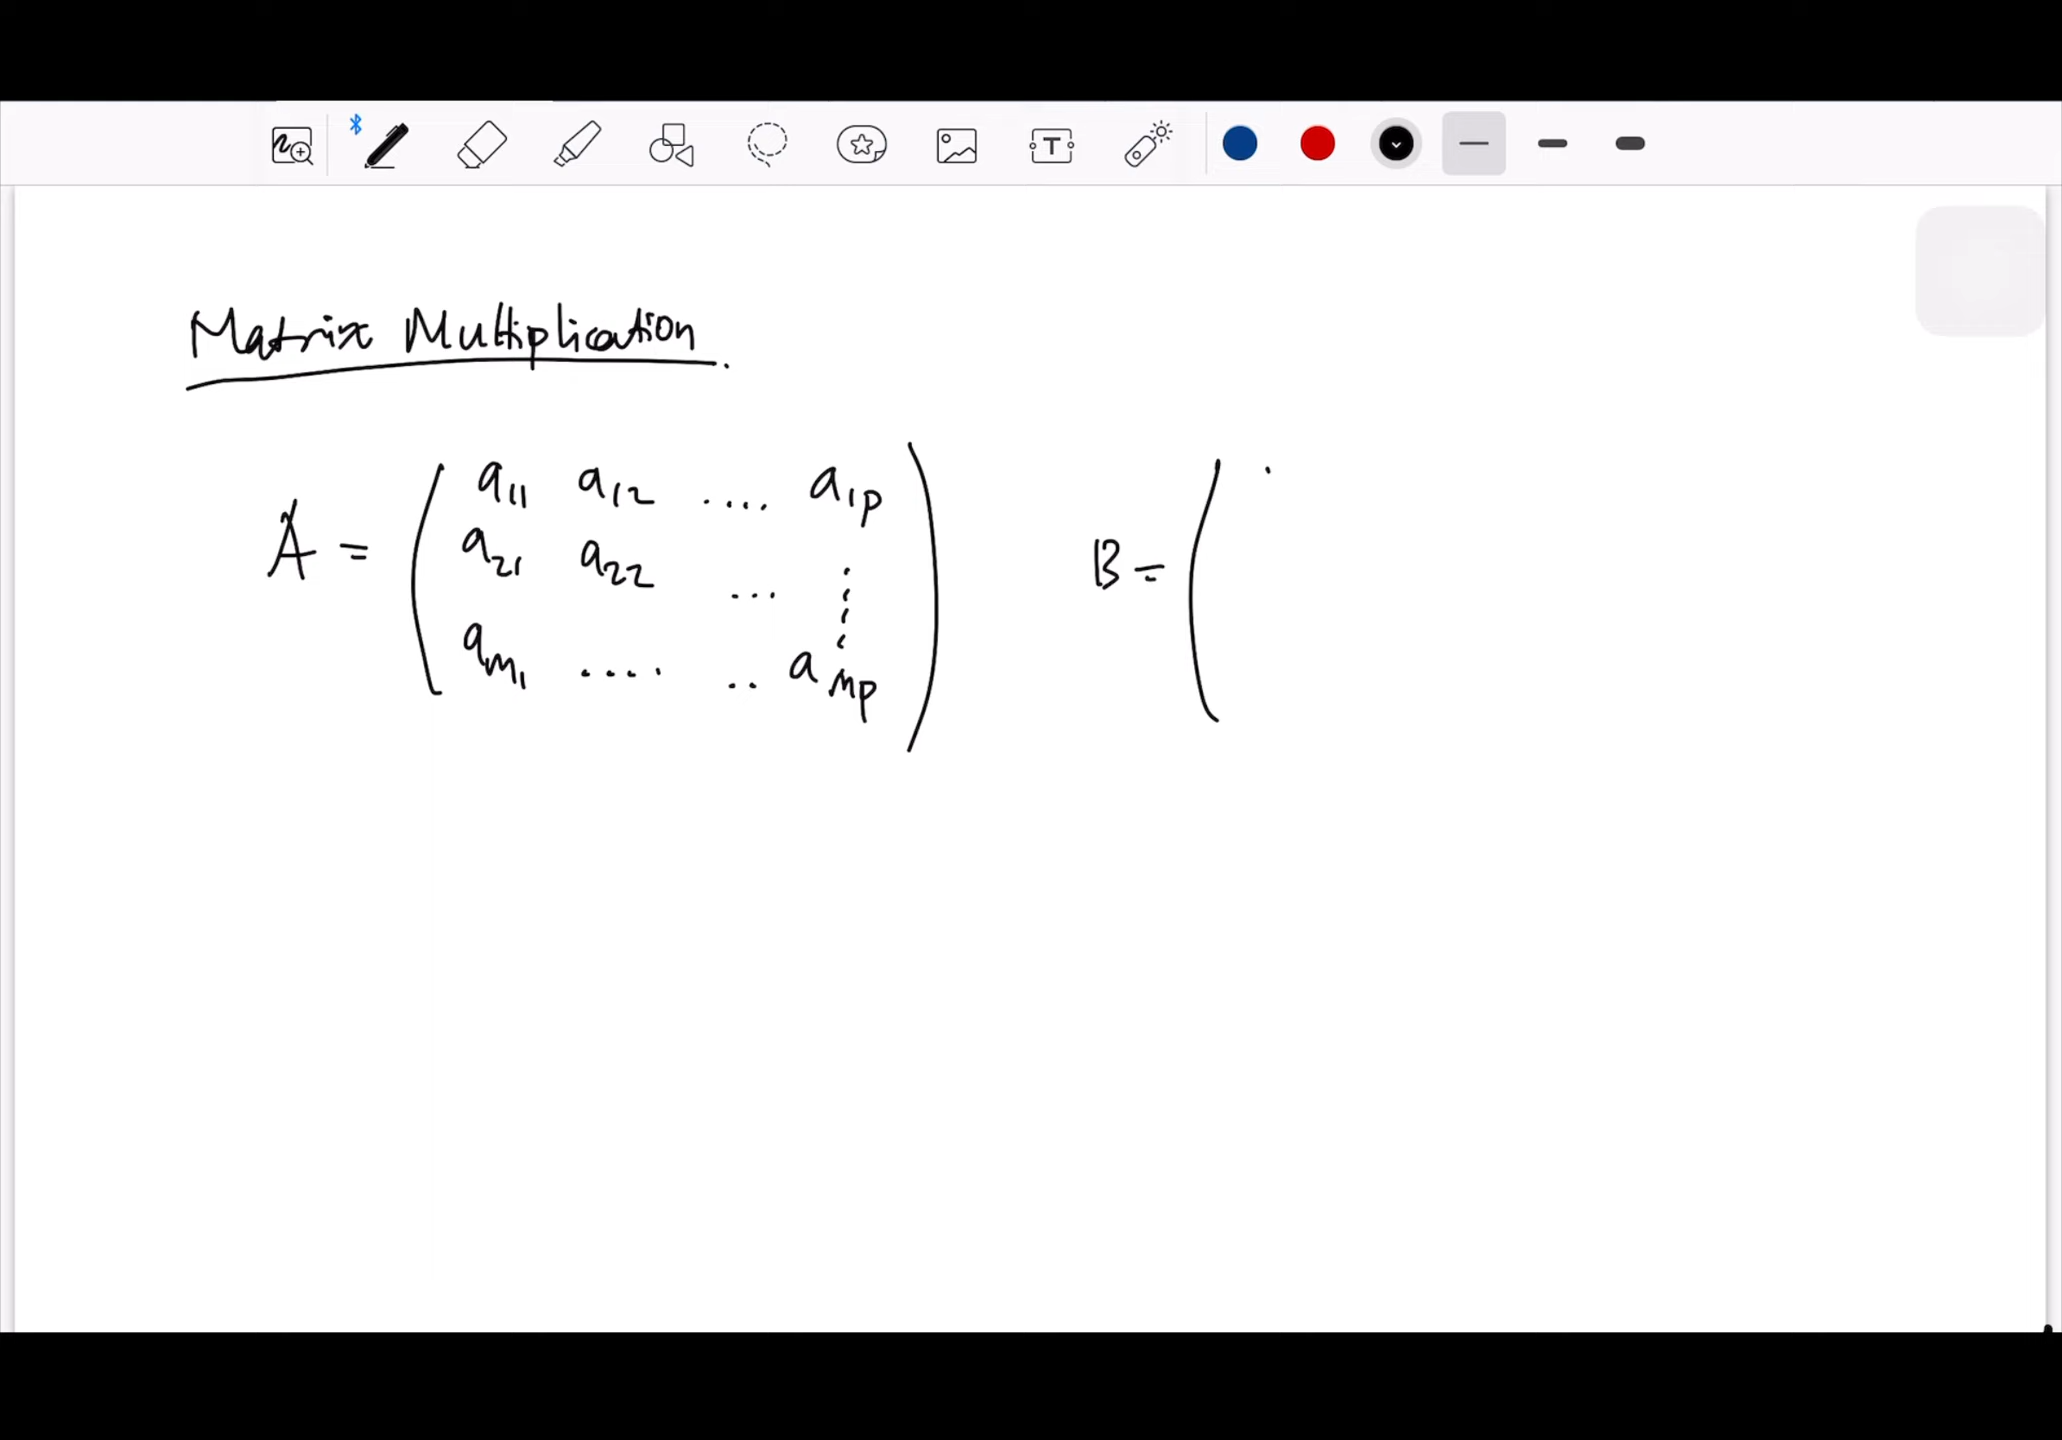 Matrix Multiplication.
A = ( a11 a12 .... a1p
a21 a22 ... ⋮
am1 .... .. amp )
B = (